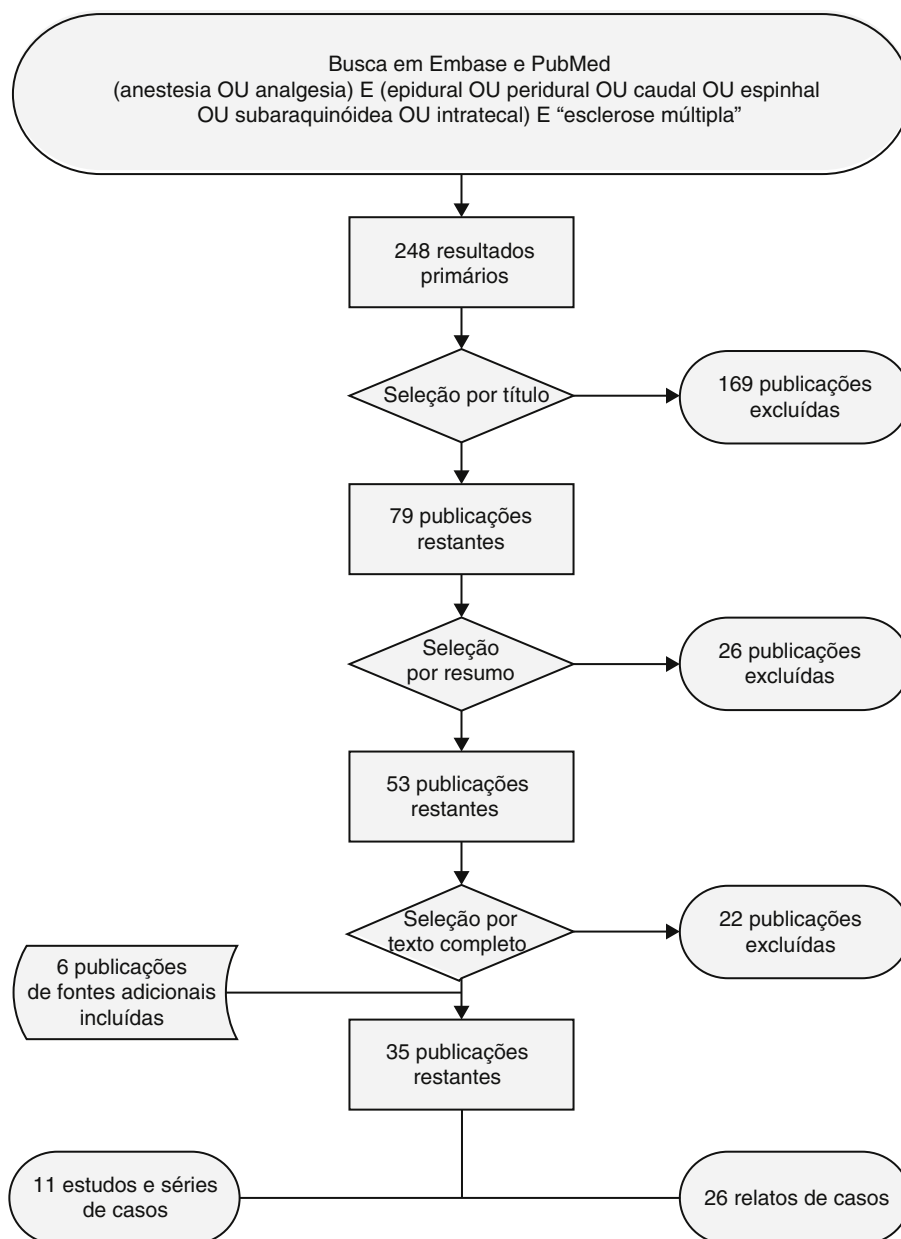 Busca em Embase e PubMed
(anestesia OU analgesia) E (epidural OU peridural OU caudal OU espinhal
OU subaraquinóidea OU intratecal) E “esclerose múltipla”
248 resultados
primários
Seleção por título
169 publicações
excluídas
79 publicações
restantes
Seleção
por resumo
26 publicações
excluídas
53 publicações
restantes
Seleção por
texto completo
22 publicações
excluídas
6 publicações
de fontes adicionais
incluídas
35 publicações
restantes
11 estudos e séries
de casos
26 relatos de casos